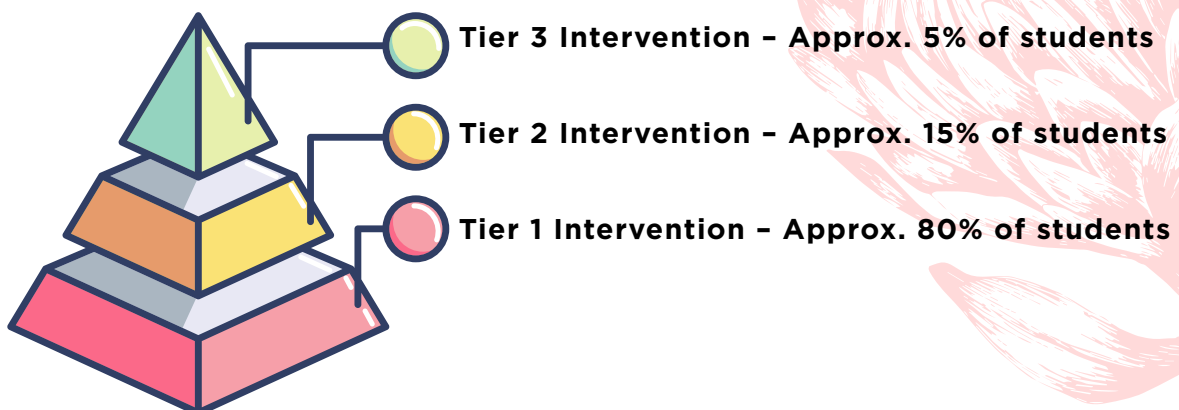 Tier 3 Intervention – Approx. 5% of students
Tier 2 Intervention – Approx. 15% of students
Tier 1 Intervention – Approx. 80% of students